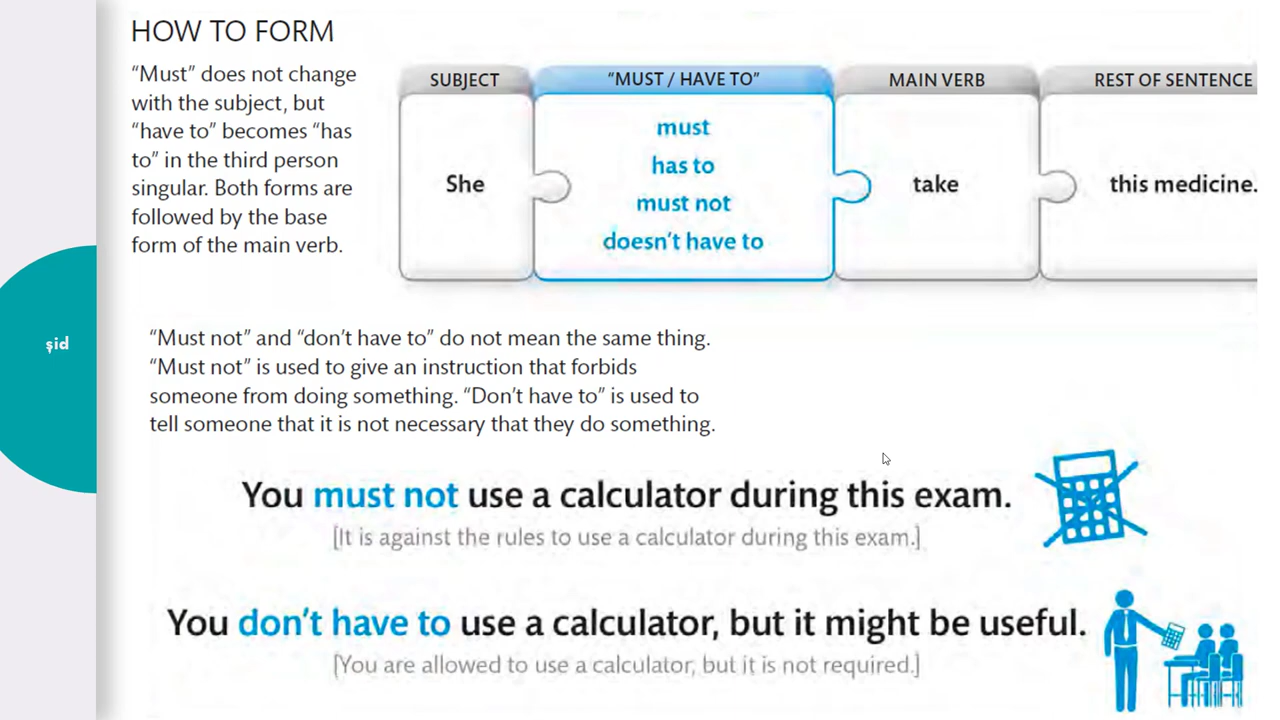 HOW TO FORM
“Must” does not change
with the subject, but
“have to” becomes “has
to” in the third person
singular. Both forms are
followed by the base
form of the main verb.
SUBJECT
“MUST / HAVE TO”
MAIN VERB
REST OF SENTENCE
She
must
has to
must not
doesn’t have to
take
this medicine.
șid
“Must not” and “don’t have to” do not mean the same thing.
“Must not” is used to give an instruction that forbids
someone from doing something. “Don’t have to” is used to
tell someone that it is not necessary that they do something.
You must not use a calculator during this exam.
[It is against the rules to use a calculator during this exam.]
You don’t have to use a calculator, but it might be useful.
[You are allowed to use a calculator, but it is not required.]